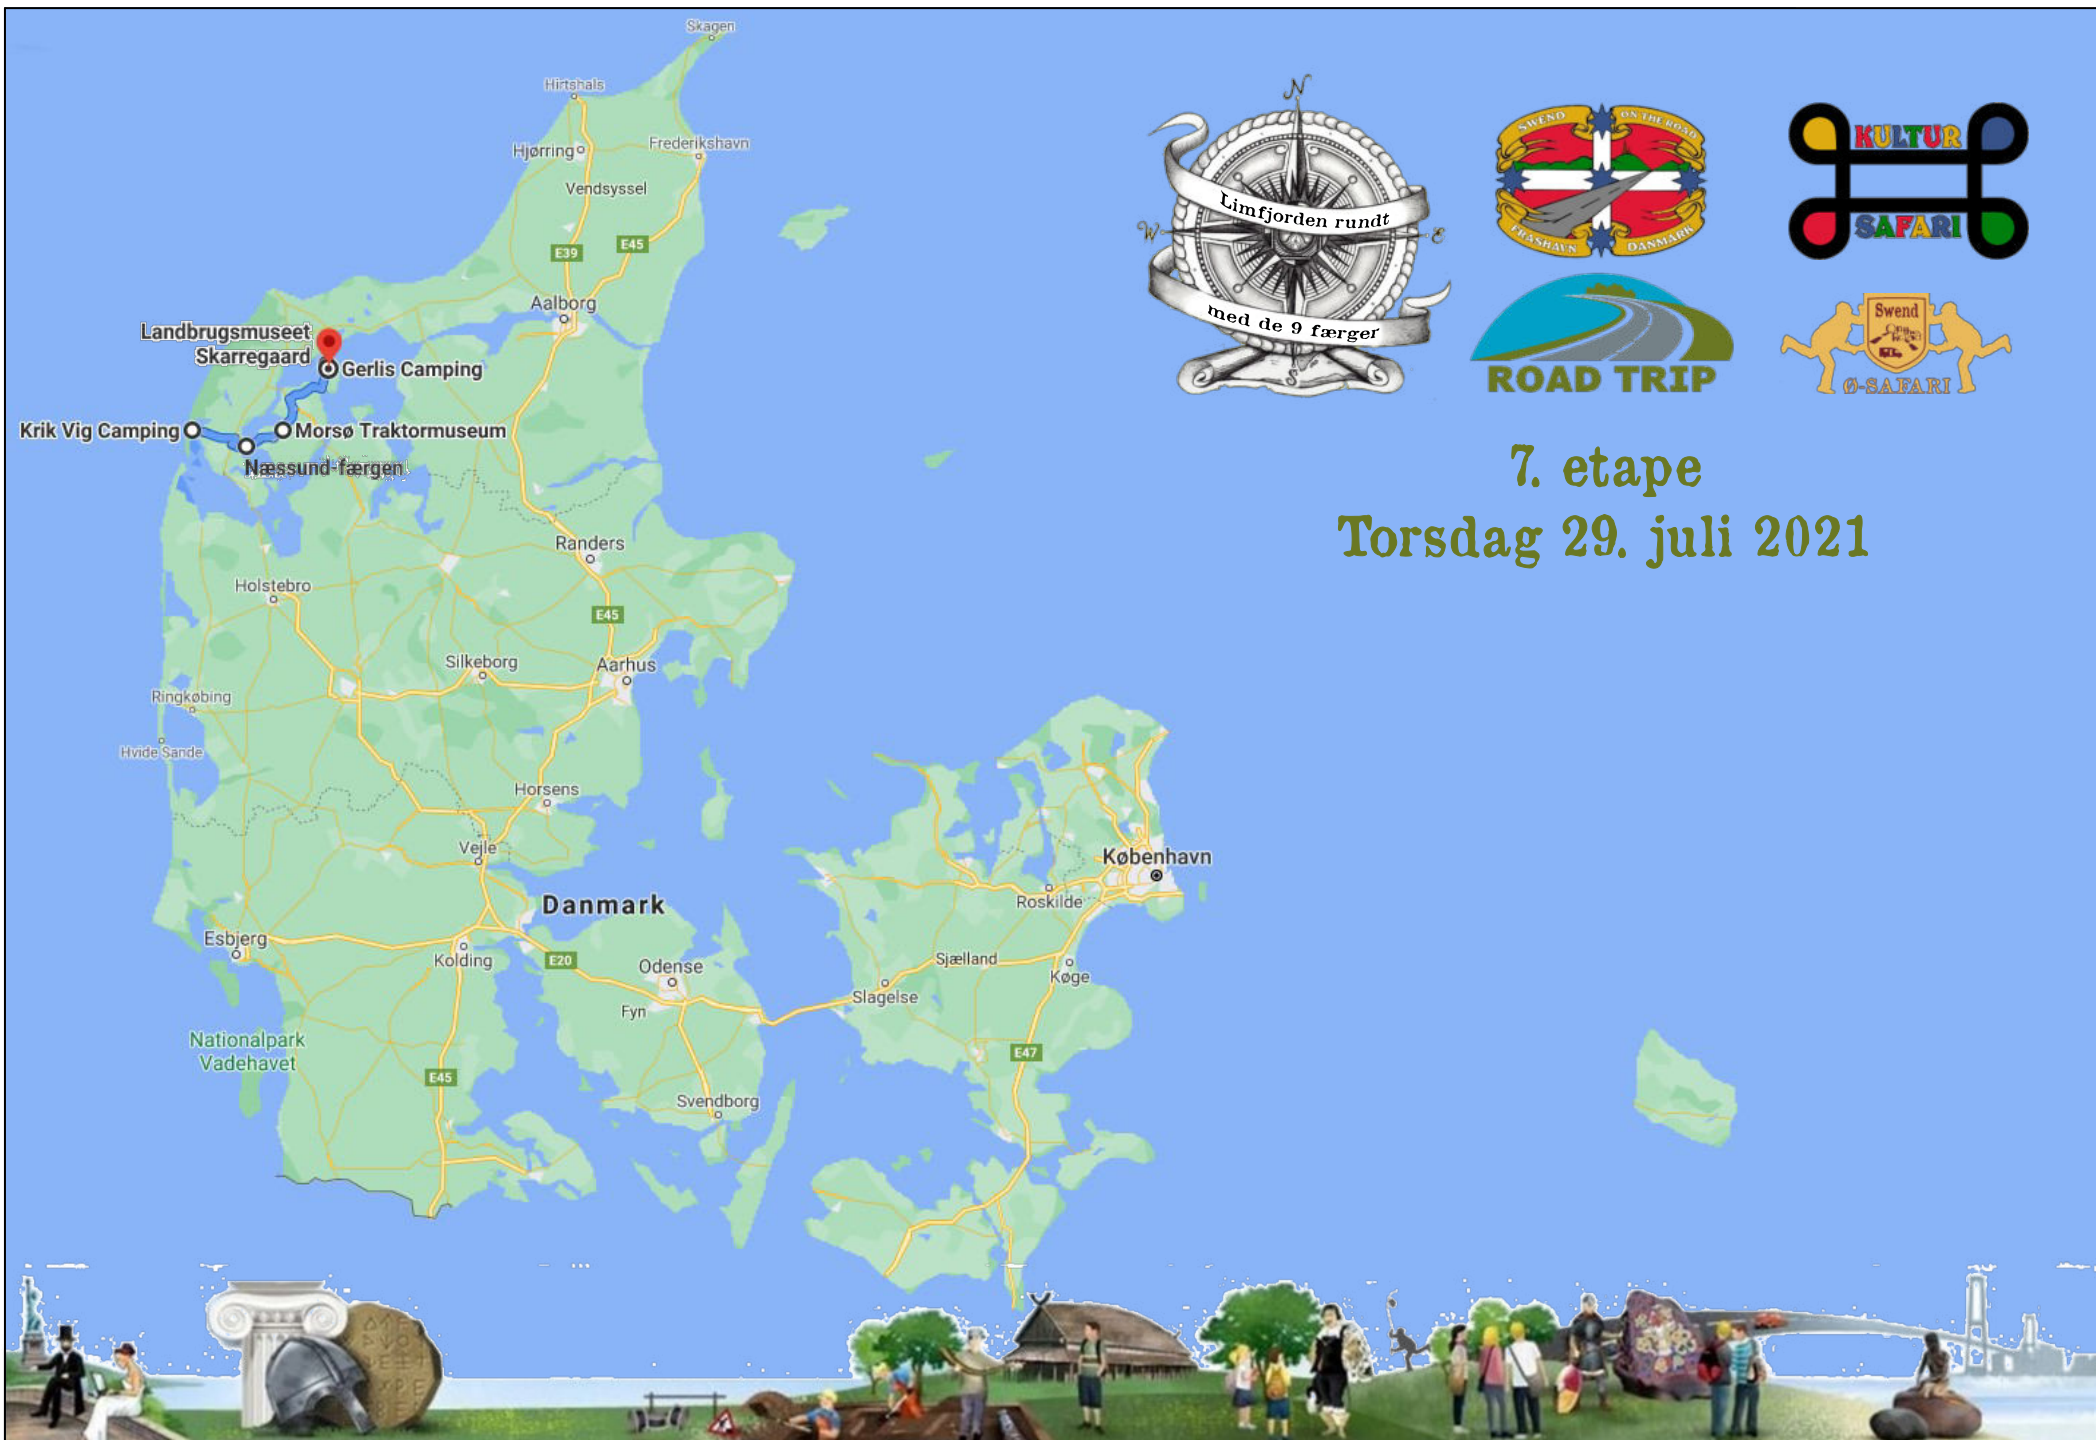 Skagen
Hirtshals
Hjørring
Frederikshavn
Vendsyssel
E39
E45
Aalborg
Landbrugsmuseet
Skarregaard
Gerlis Camping
Krik Vig Camping
Morsø Traktormuseum
Næssund-færgen
Randers
Holstebro
E45
Silkeborg
Aarhus
Ringkøbing
Hvide Sande
Horsens
Vejle
København
Danmark
Roskilde
Esbjerg
Kolding
E20
Odense
Sjælland
Køge
Slagelse
Fyn
Nationalpark
Vadehavet
E47
E45
Svendborg
N
W
E
S
Limfjorden rundt
med de 9 færger
SWEND
ON THE ROAD
FRASHAVN
DANMARK
KULTUR
SAFARI
ROAD TRIP
Swend
Ø-SAFARI
7. etape
Torsdag 29. juli 2021